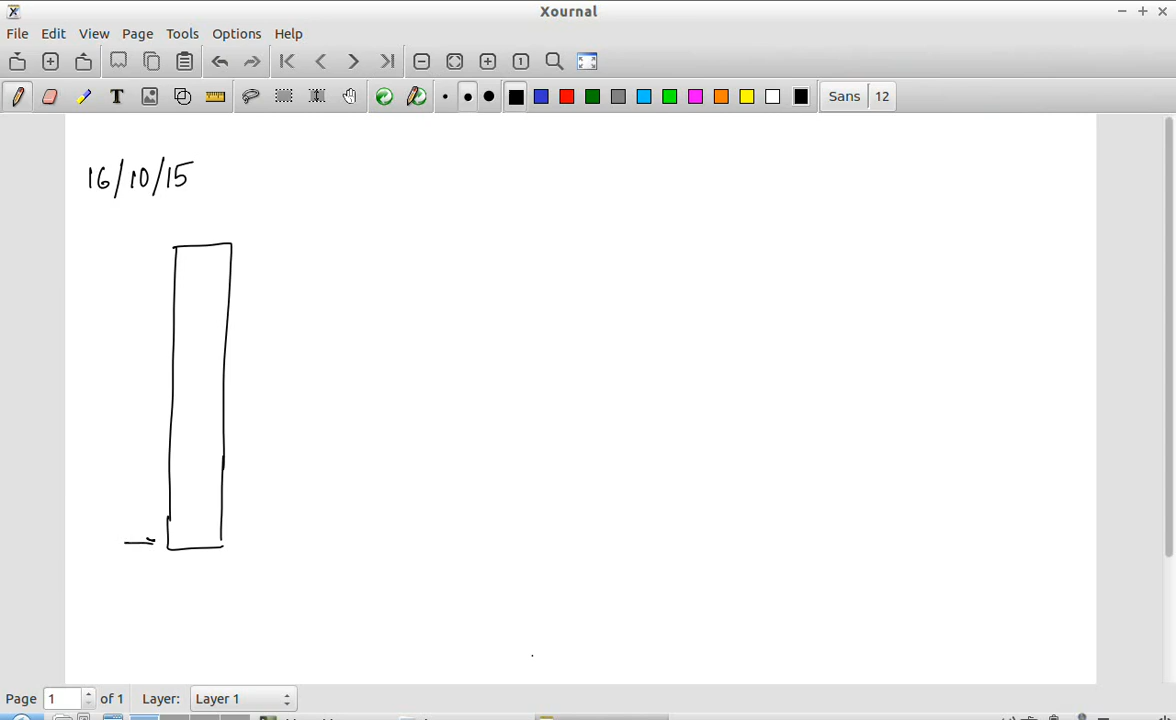 Xournal
File Edit View Page Tools Options Help
Sans 12
16/10/15
Page 1 of 1 Layer: Layer 1